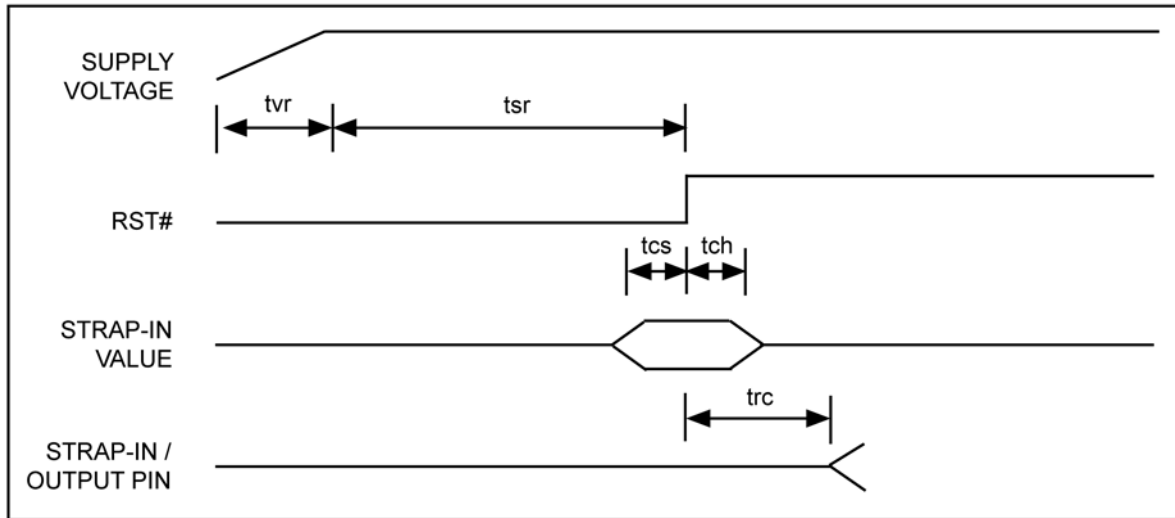 SUPPLY
VOLTAGE
tvr
tsr
RST#
tcs
tch
STRAP-IN
VALUE
trc
STRAP-IN /
OUTPUT PIN